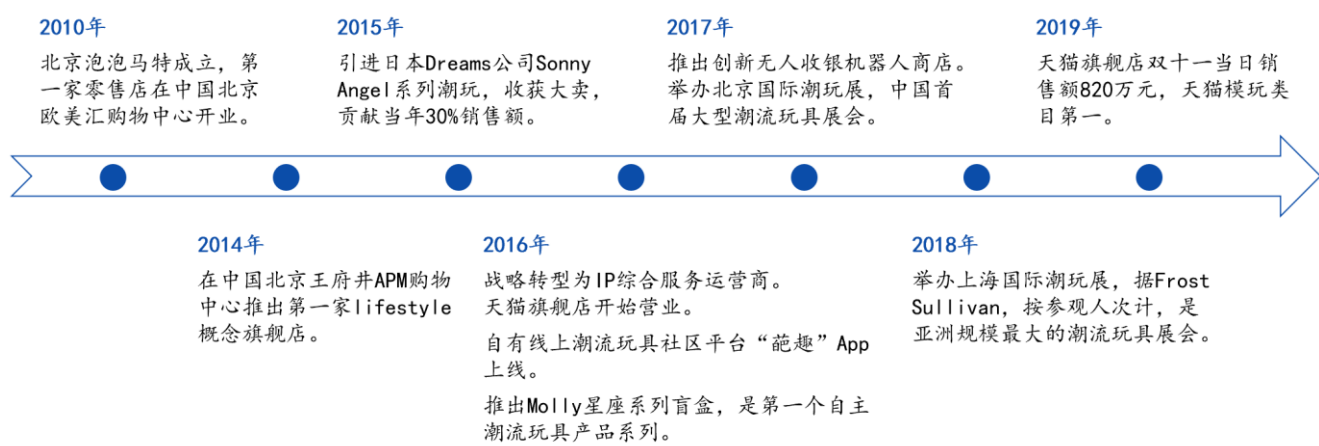 2010年
北京泡泡马特成立，第
一家零售店在中国北京
欧美汇购物中心开业。
2015年
引进日本Dreams公司Sonny
Angel系列潮玩，收获大卖，
贡献当年30%销售额。
2017年
推出创新无人收银机器人商店。
举办北京国际潮玩展，中国首
届大型潮流玩具展会。
2019年
天猫旗舰店双十一当日销
售额820万元，天猫模玩类
目第一。
2014年
在中国北京王府井APM购物
中心推出第一家lifestyle
概念旗舰店。
2016年
战略转型为IP综合服务运营商。
天猫旗舰店开始营业。
自有线上潮流玩具社区平台“葩趣”App
上线。
推出Molly星座系列盲盒，是第一个自主
潮流玩具产品系列。
2018年
举办上海国际潮玩展，据Frost
Sullivan，按参观人次计，是
亚洲规模最大的潮流玩具展会。